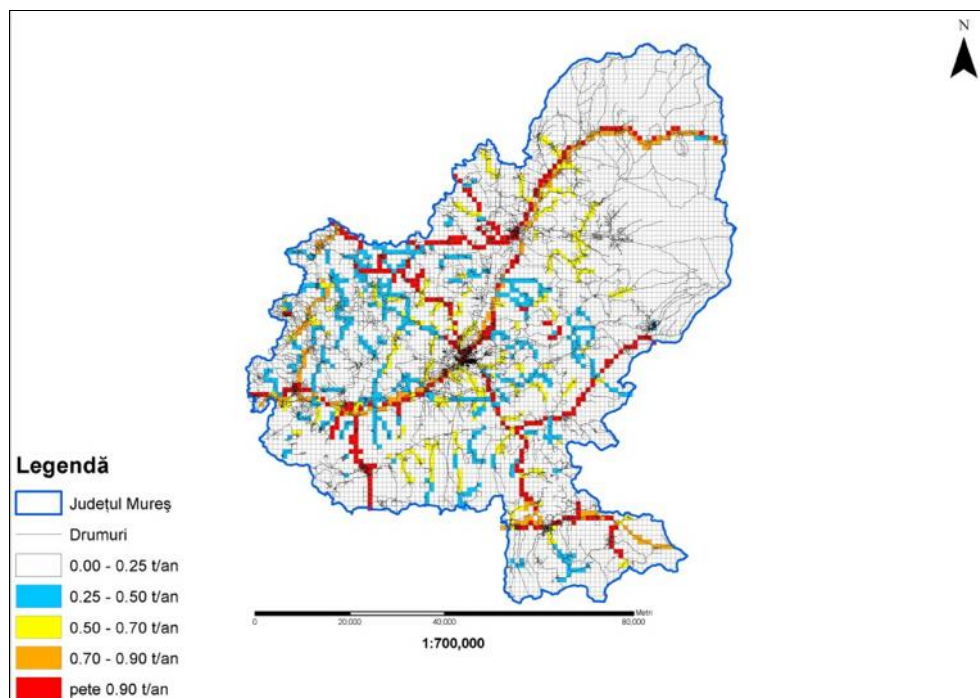 N
Legendă
Județul Mureș
Drumuri
0.00 - 0.25 t/an
0.25 - 0.50 t/an
0.50 - 0.70 t/an
0.70 - 0.90 t/an
pete 0.90 t/an
Metri
0 20,000 40,000 80,000
1:700,000